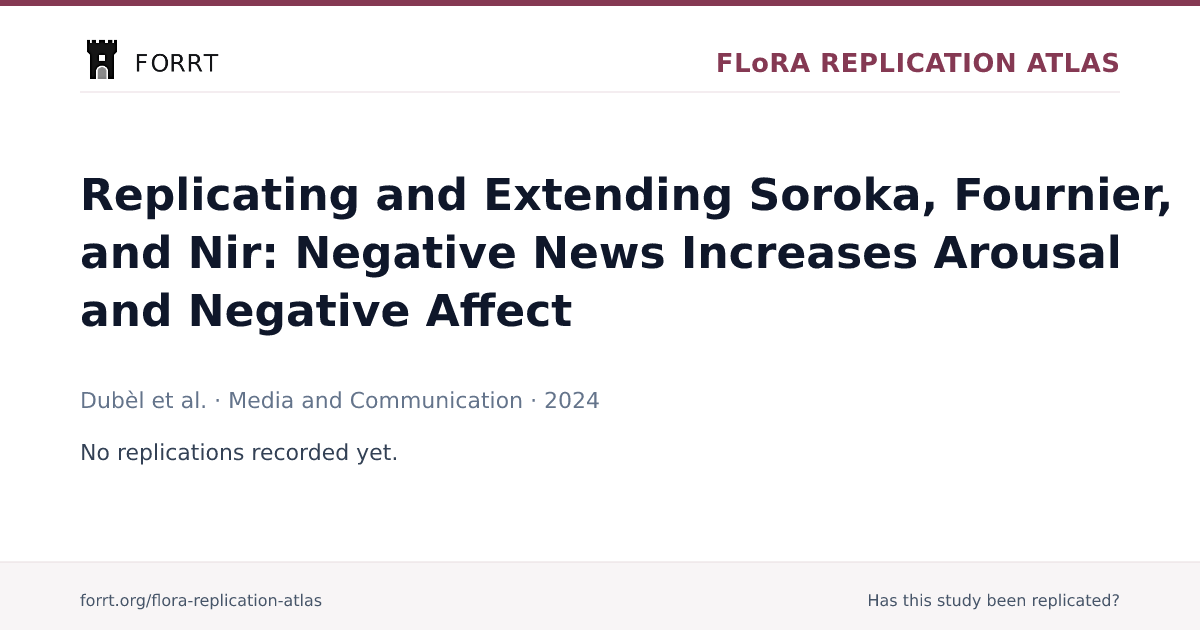 FORRT
FLoRA REPLICATION ATLAS
Replicating and Extending Soroka, Fournier,
and Nir: Negative News Increases Arousal
and Negative Affect
Dubèl et al. · Media and Communication · 2024
No replications recorded yet.
forrt.org/flora-replication-atlas
Has this study been replicated?